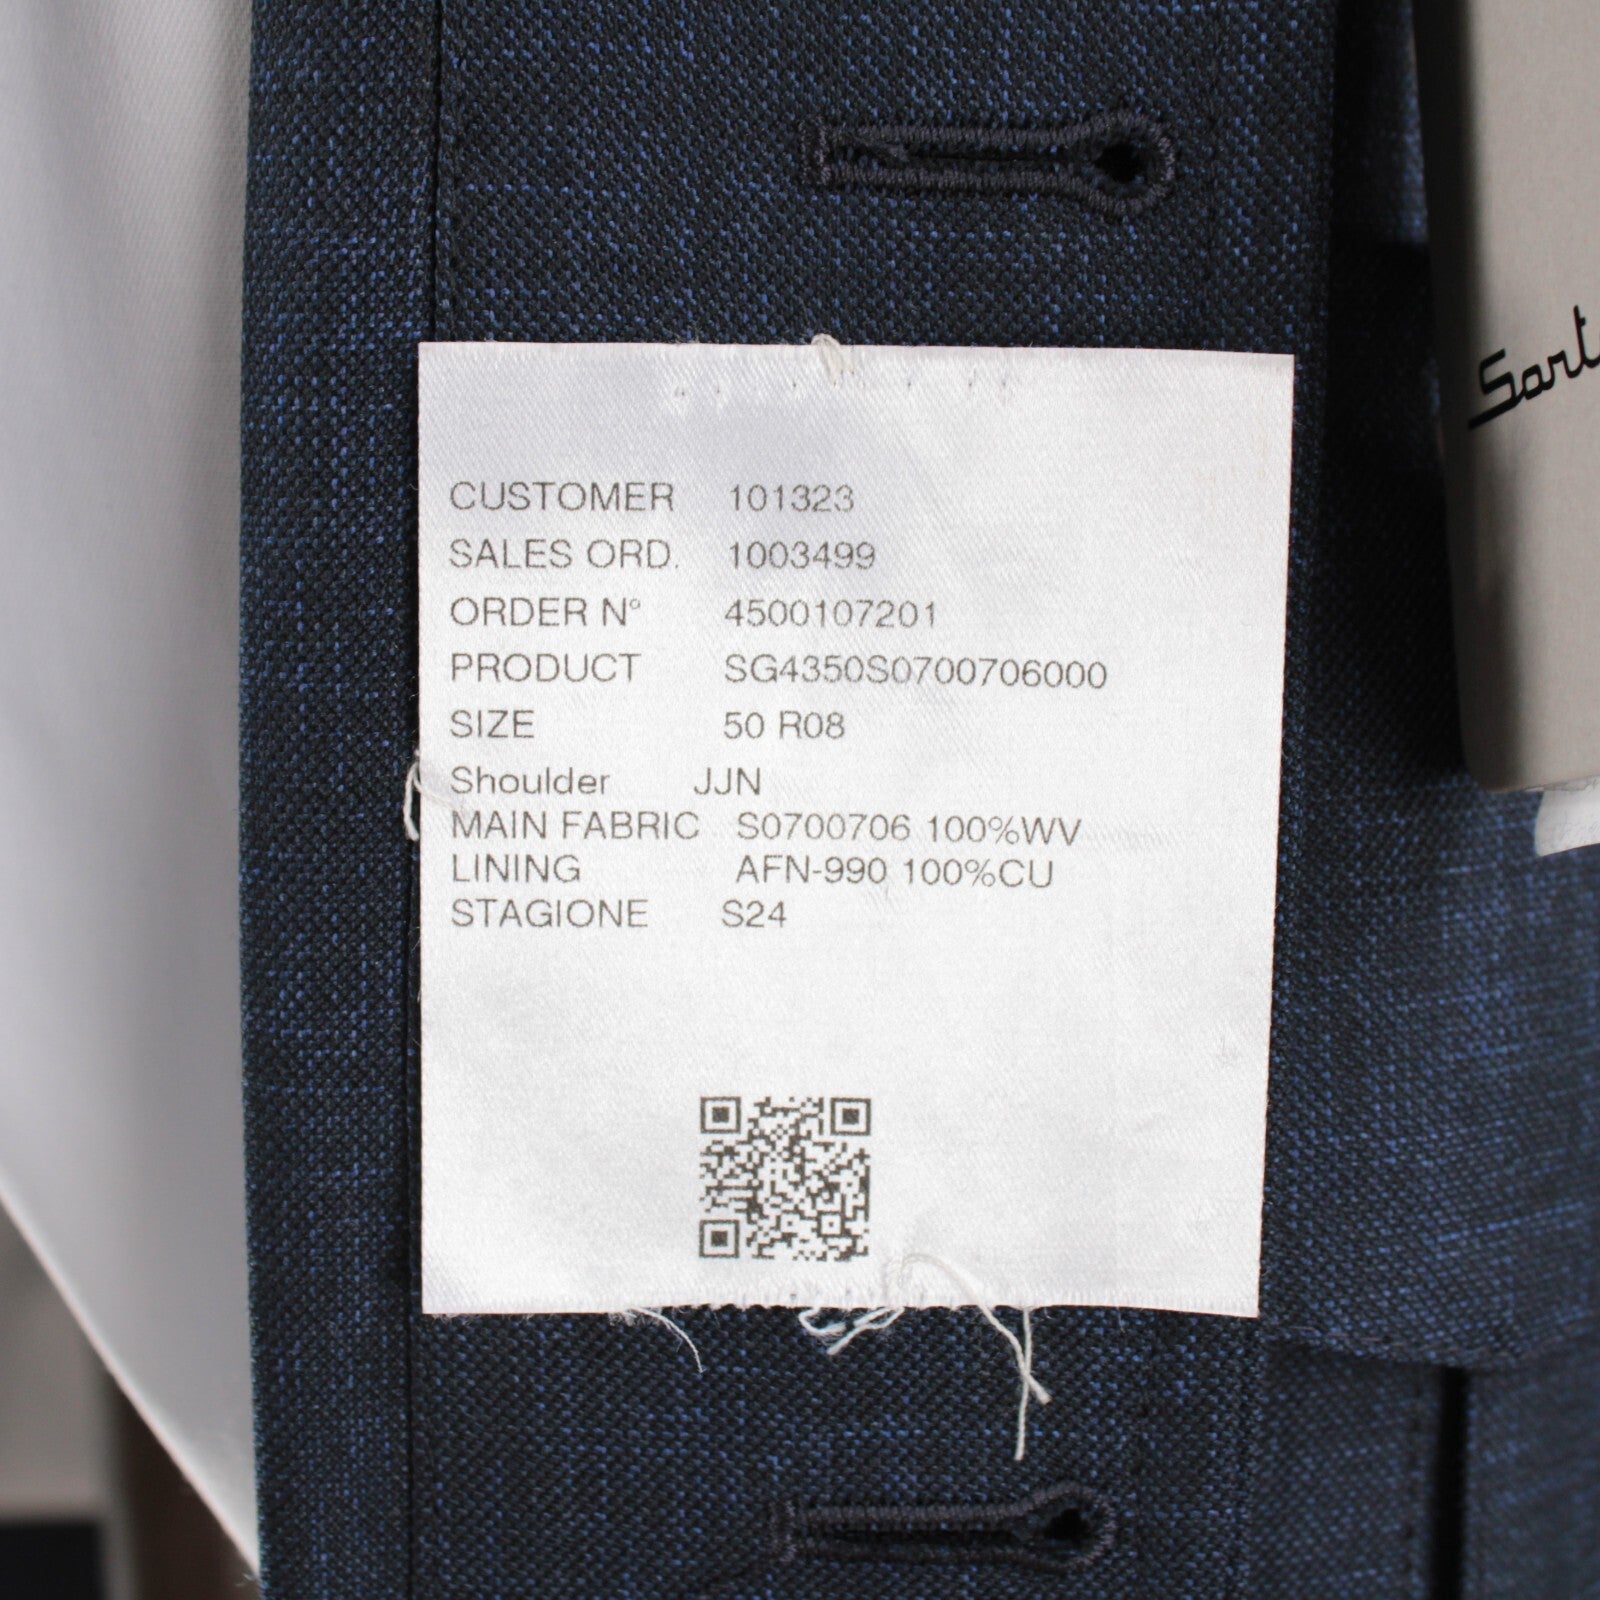 CUSTOMER 101323
SALES ORD. 1003499
ORDER N° 4500107201
PRODUCT SG4350S0700706000
SIZE 50 R08
Shoulder JJN
MAIN FABRIC S0700706 100%WV
LINING AFN-990 100%CU
STAGIONE S24
Sart